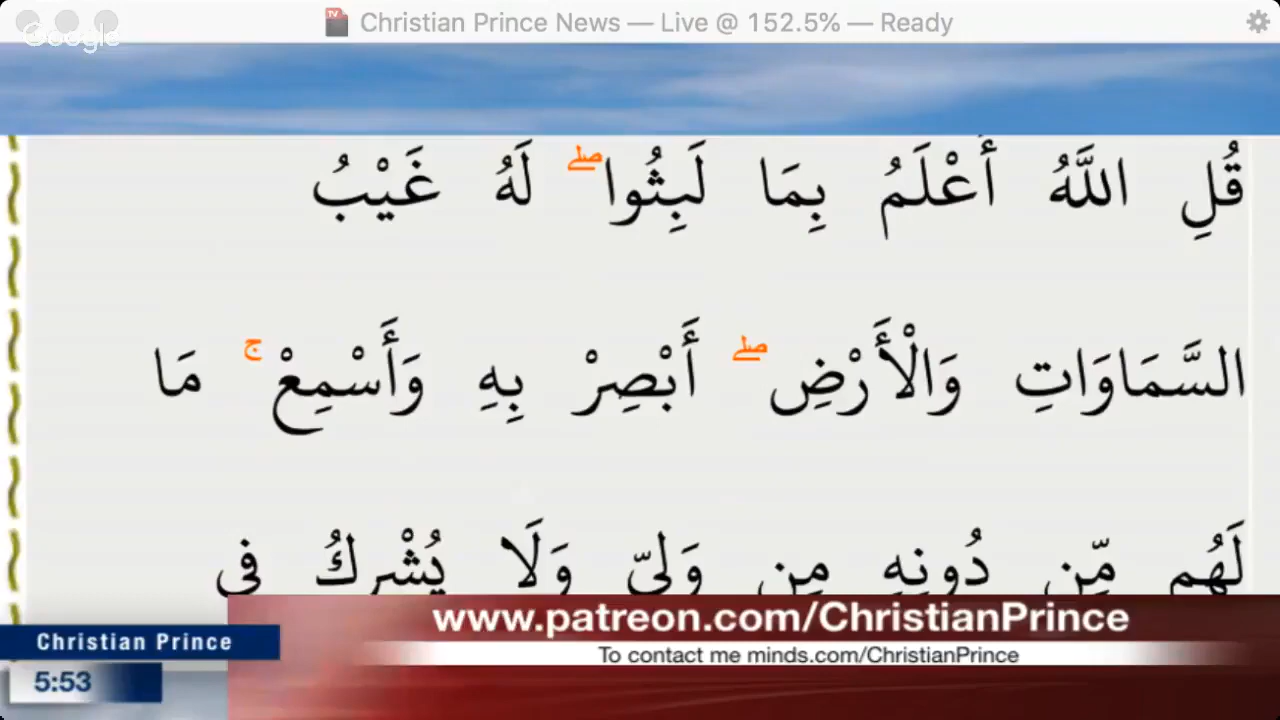 Christian Prince News — Live @ 152.5% — Ready
Google
قُلِ اللَّهُ أَعْلَمُ بِمَا لَبِثُوا ۖ لَهُ غَيْبُ
السَّمَاوَاتِ وَالْأَرْضِ ۖ أَبْصِرْ بِهِ وَأَسْمِعْ ۚ مَا
لَهُم مِّن دُونِهِ مِن وَلِيٍّ وَلَا يُشْرِكُ فِي
www.patreon.com/ChristianPrince
Christian Prince
To contact me minds.com/ChristianPrince
5:53